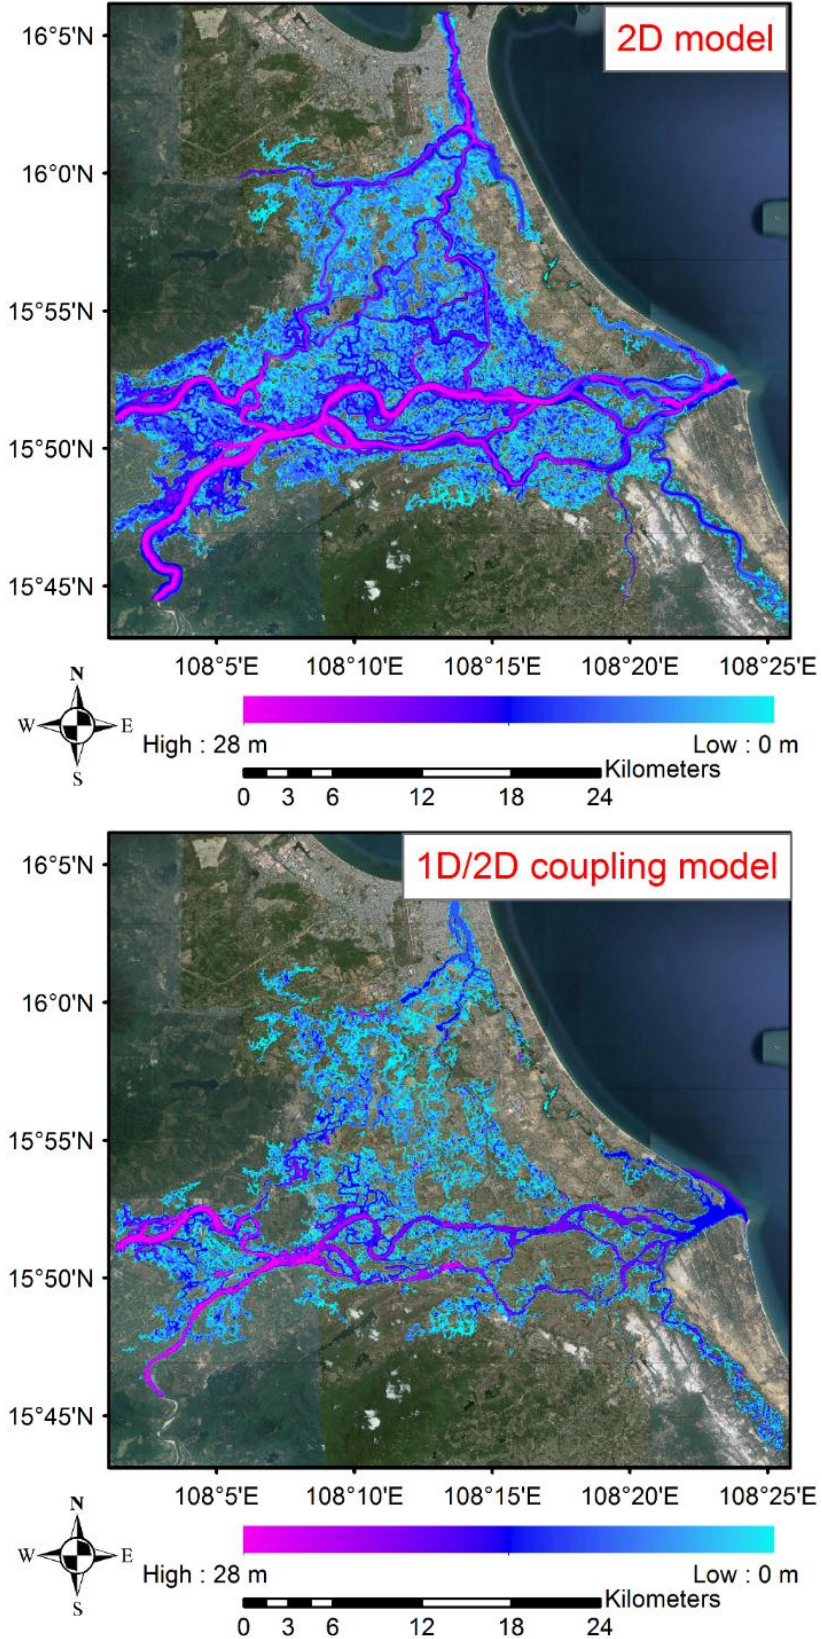 2D model
16°5'N
16°0'N
15°55'N
15°50'N
15°45'N
108°5'E 108°10'E 108°15'E 108°20'E 108°25'E
N
W E
S
High : 28 m Low : 0 m
Kilometers
0 3 6 12 18 24
1D/2D coupling model
16°5'N
16°0'N
15°55'N
15°50'N
15°45'N
108°5'E 108°10'E 108°15'E 108°20'E 108°25'E
N
W E
S
High : 28 m Low : 0 m
Kilometers
0 3 6 12 18 24